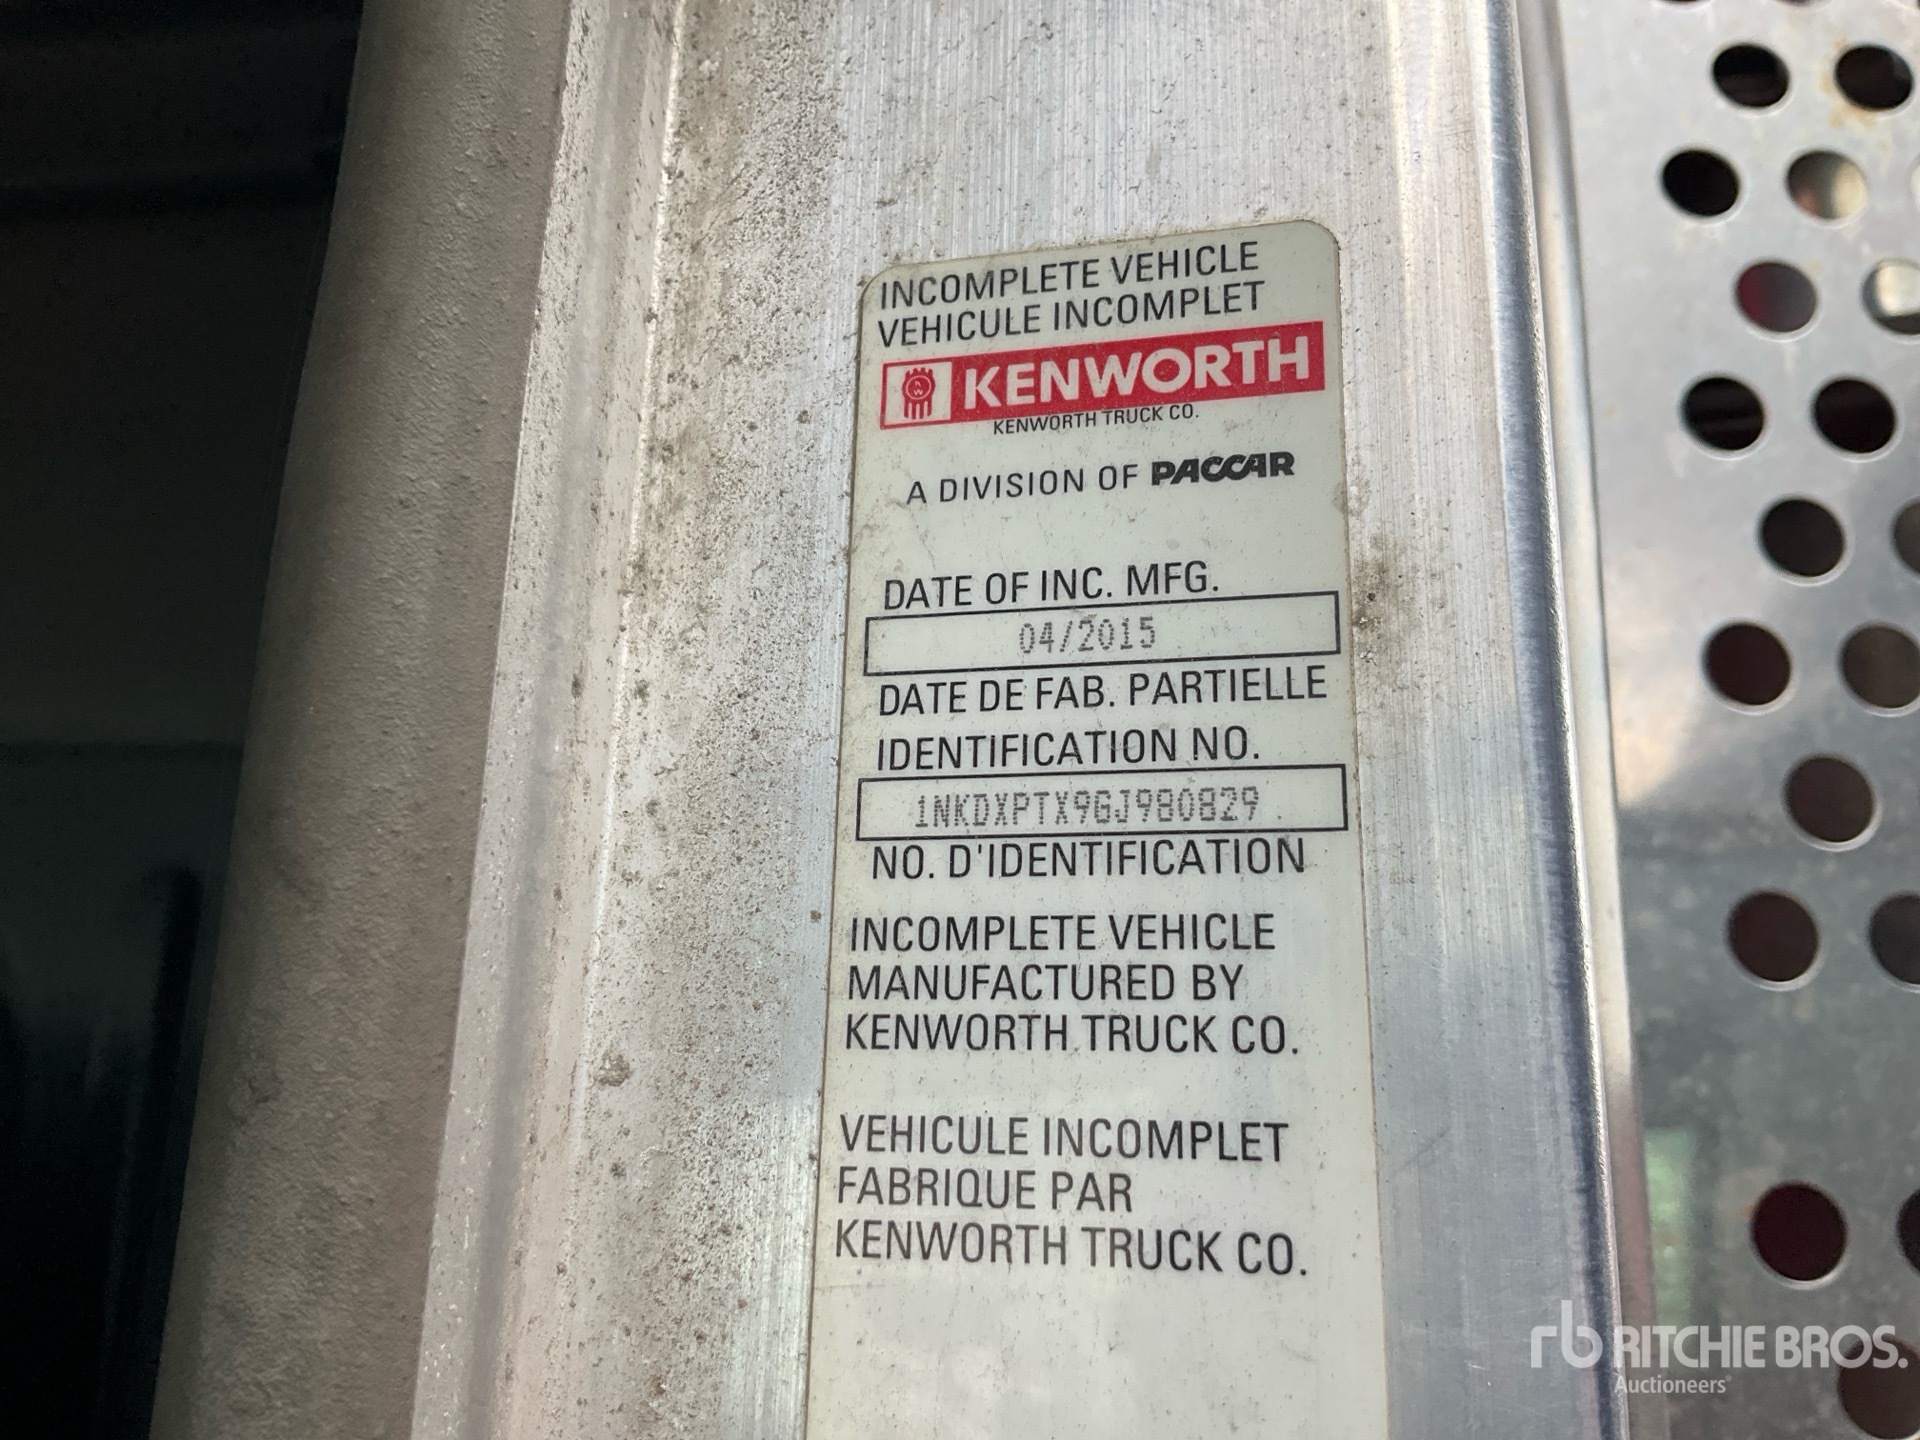 INCOMPLETE VEHICLE
VEHICULE INCOMPLET
KENWORTH
KENWORTH TRUCK CO.
A DIVISION OF PACCAR
DATE OF INC. MFG.
04/2015
DATE DE FAB. PARTIELLE
IDENTIFICATION NO.
1NKDXPTX9GJ980829
NO. D'IDENTIFICATION
INCOMPLETE VEHICLE
MANUFACTURED BY
KENWORTH TRUCK CO.
VEHICULE INCOMPLET
FABRIQUE PAR
KENWORTH TRUCK CO.
rb RITCHIE BROS.
Auctioneers